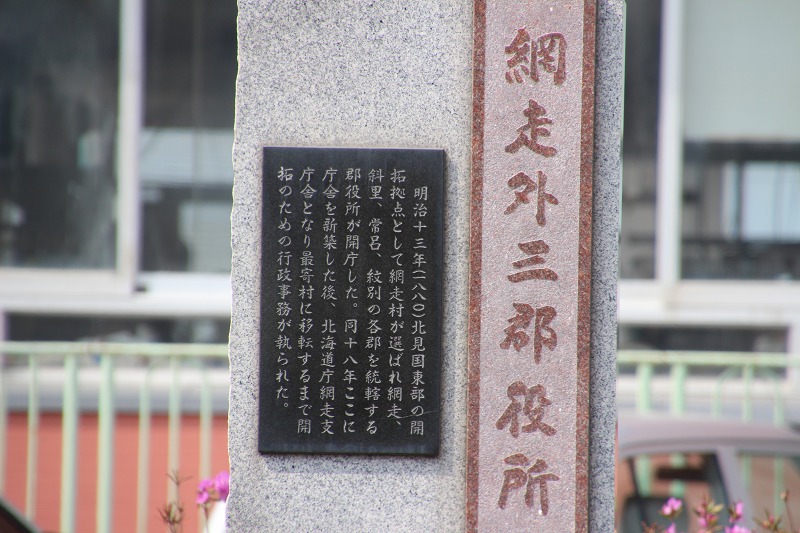 網走外三郡役所
明治十三年(一八八〇)北見国東部の開
拓拠点として網走村が選ばれ網走、
斜里、常呂、紋別の各郡を統轄する
郡役所が開庁した。同十八年ここに
庁舎を新築した後、北海道庁網走支
庁舎となり最寄村に移転するまで開
拓のための行政事務が執られた。